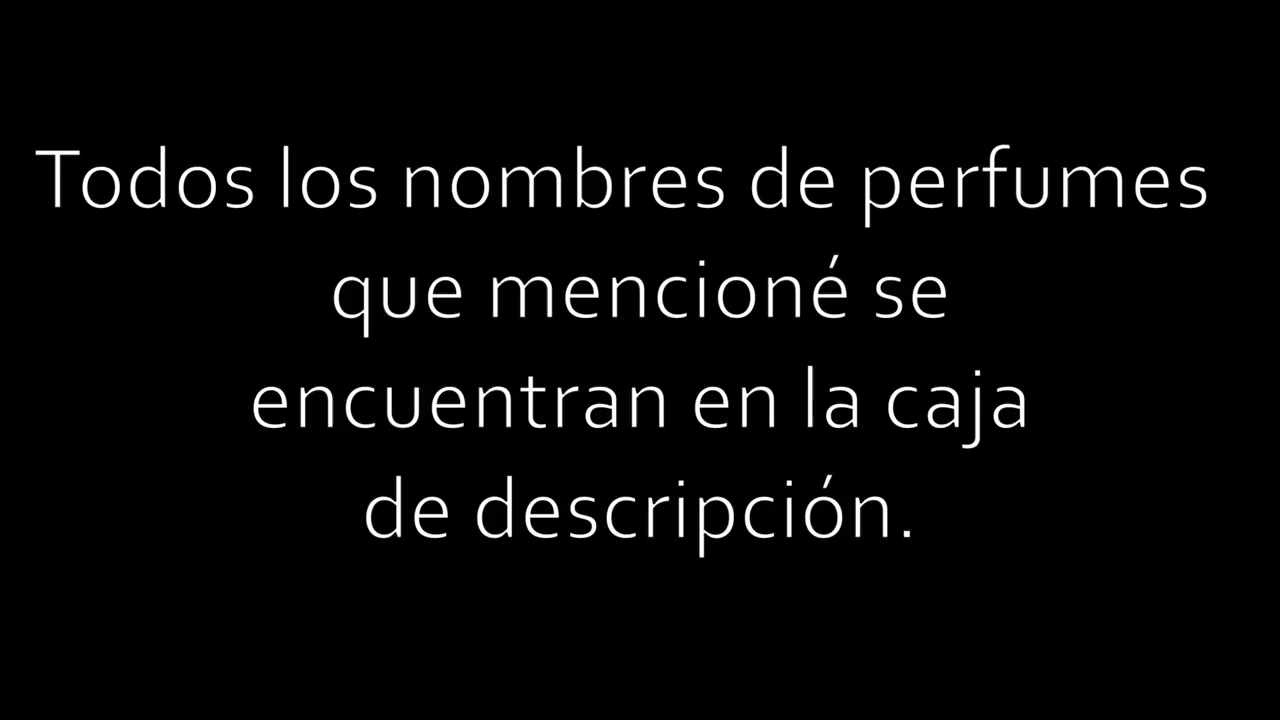 Todos los nombres de perfumes
que mencioné se
encuentran en la caja
de descripción.